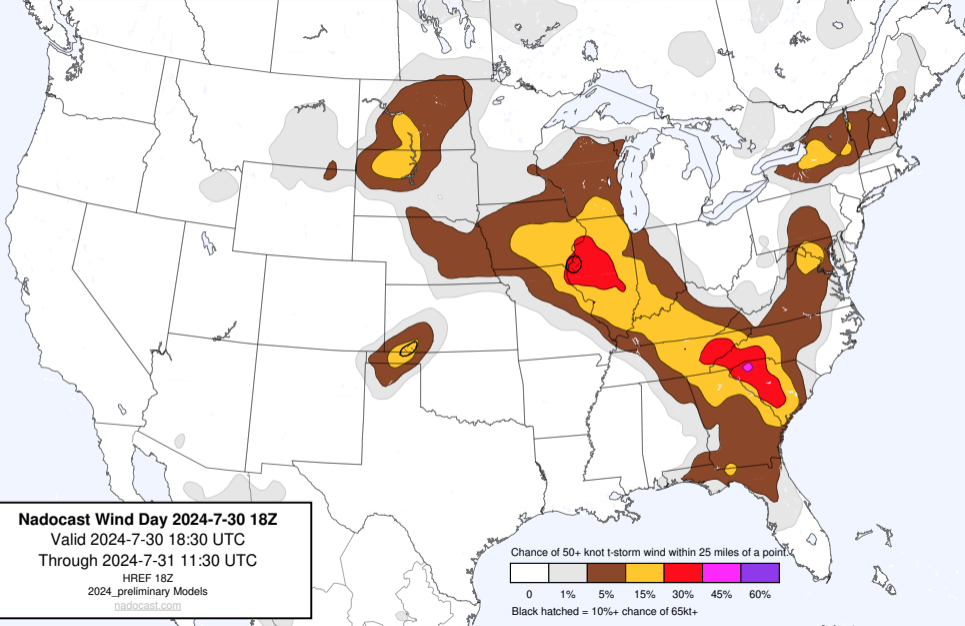 Nadocast Wind Day 2024-7-30 18Z
Valid 2024-7-30 18:30 UTC
Through 2024-7-31 11:30 UTC
HREF 18Z
2024_preliminary Models
nadocast.com
Chance of 50+ knot t-storm wind within 25 miles of a point.
0 1% 5% 15% 30% 45% 60%
Black hatched = 10%+ chance of 65kt+